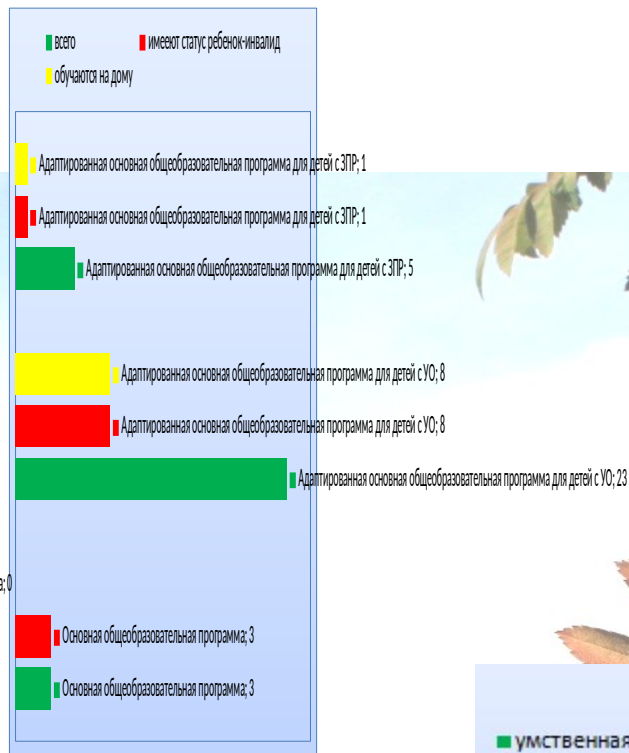 всего
имееют статус ребенок-инвалид
обучаются на дому
Адаптированная основная общеобразовательная программа для детей с ЗПР; 1
Адаптированная основная общеобразовательная программа для детей с ЗПР; 1
Адаптированная основная общеобразовательная программа для детей с ЗПР; 5
Адаптированная основная общеобразовательная программа для детей с УО; 8
Адаптированная основная общеобразовательная программа для детей с УО; 8
Адаптированная основная общеобразовательная программа для детей с УО; 23
а; 0
Основная общеобразовательная программа; 3
Основная общеобразовательная программа; 3
умственная